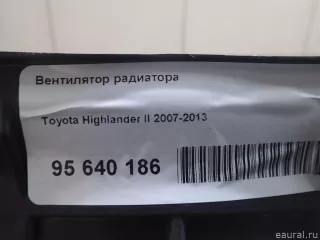 Вентилятор радиатора
Toyota Highlander II 2007-2013
95 640 186
eaural.ru